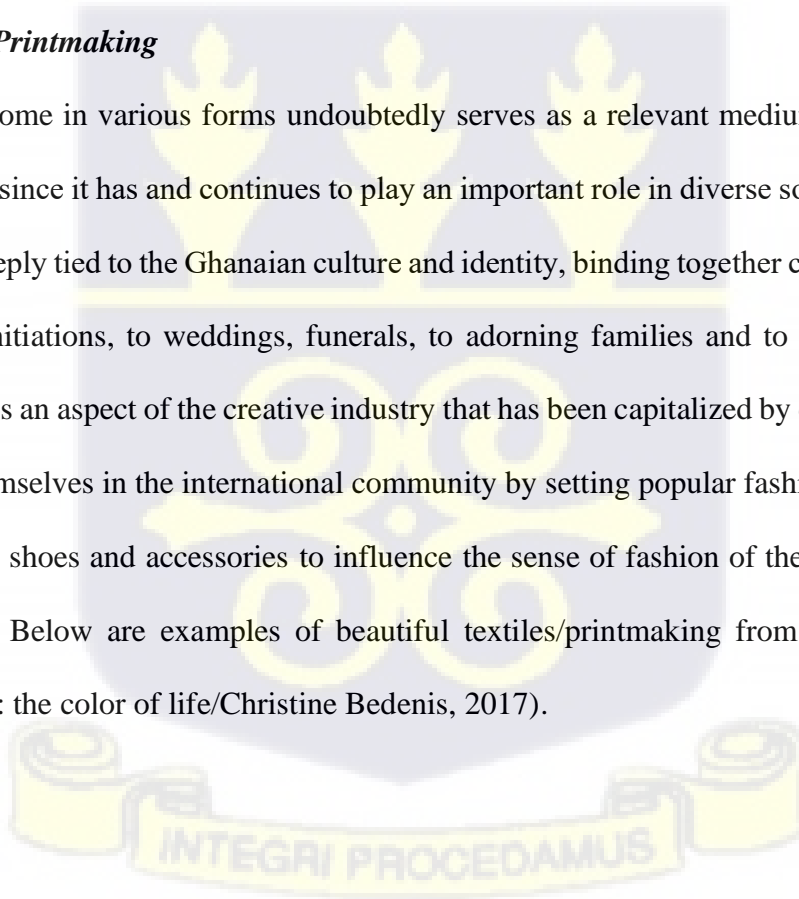 Printmaking
ome in various forms undoubtedly serves as a relevant mediu
since it has and continues to play an important role in diverse so
eply tied to the Ghanaian culture and identity, binding together c
nitiations, to weddings, funerals, to adorning families and to
s an aspect of the creative industry that has been capitalized by
mselves in the international community by setting popular fashi
shoes and accessories to influence the sense of fashion of the
Below are examples of beautiful textiles/printmaking from
: the color of life/Christine Bedenis, 2017).
INTEGRI PROCEDAMUS